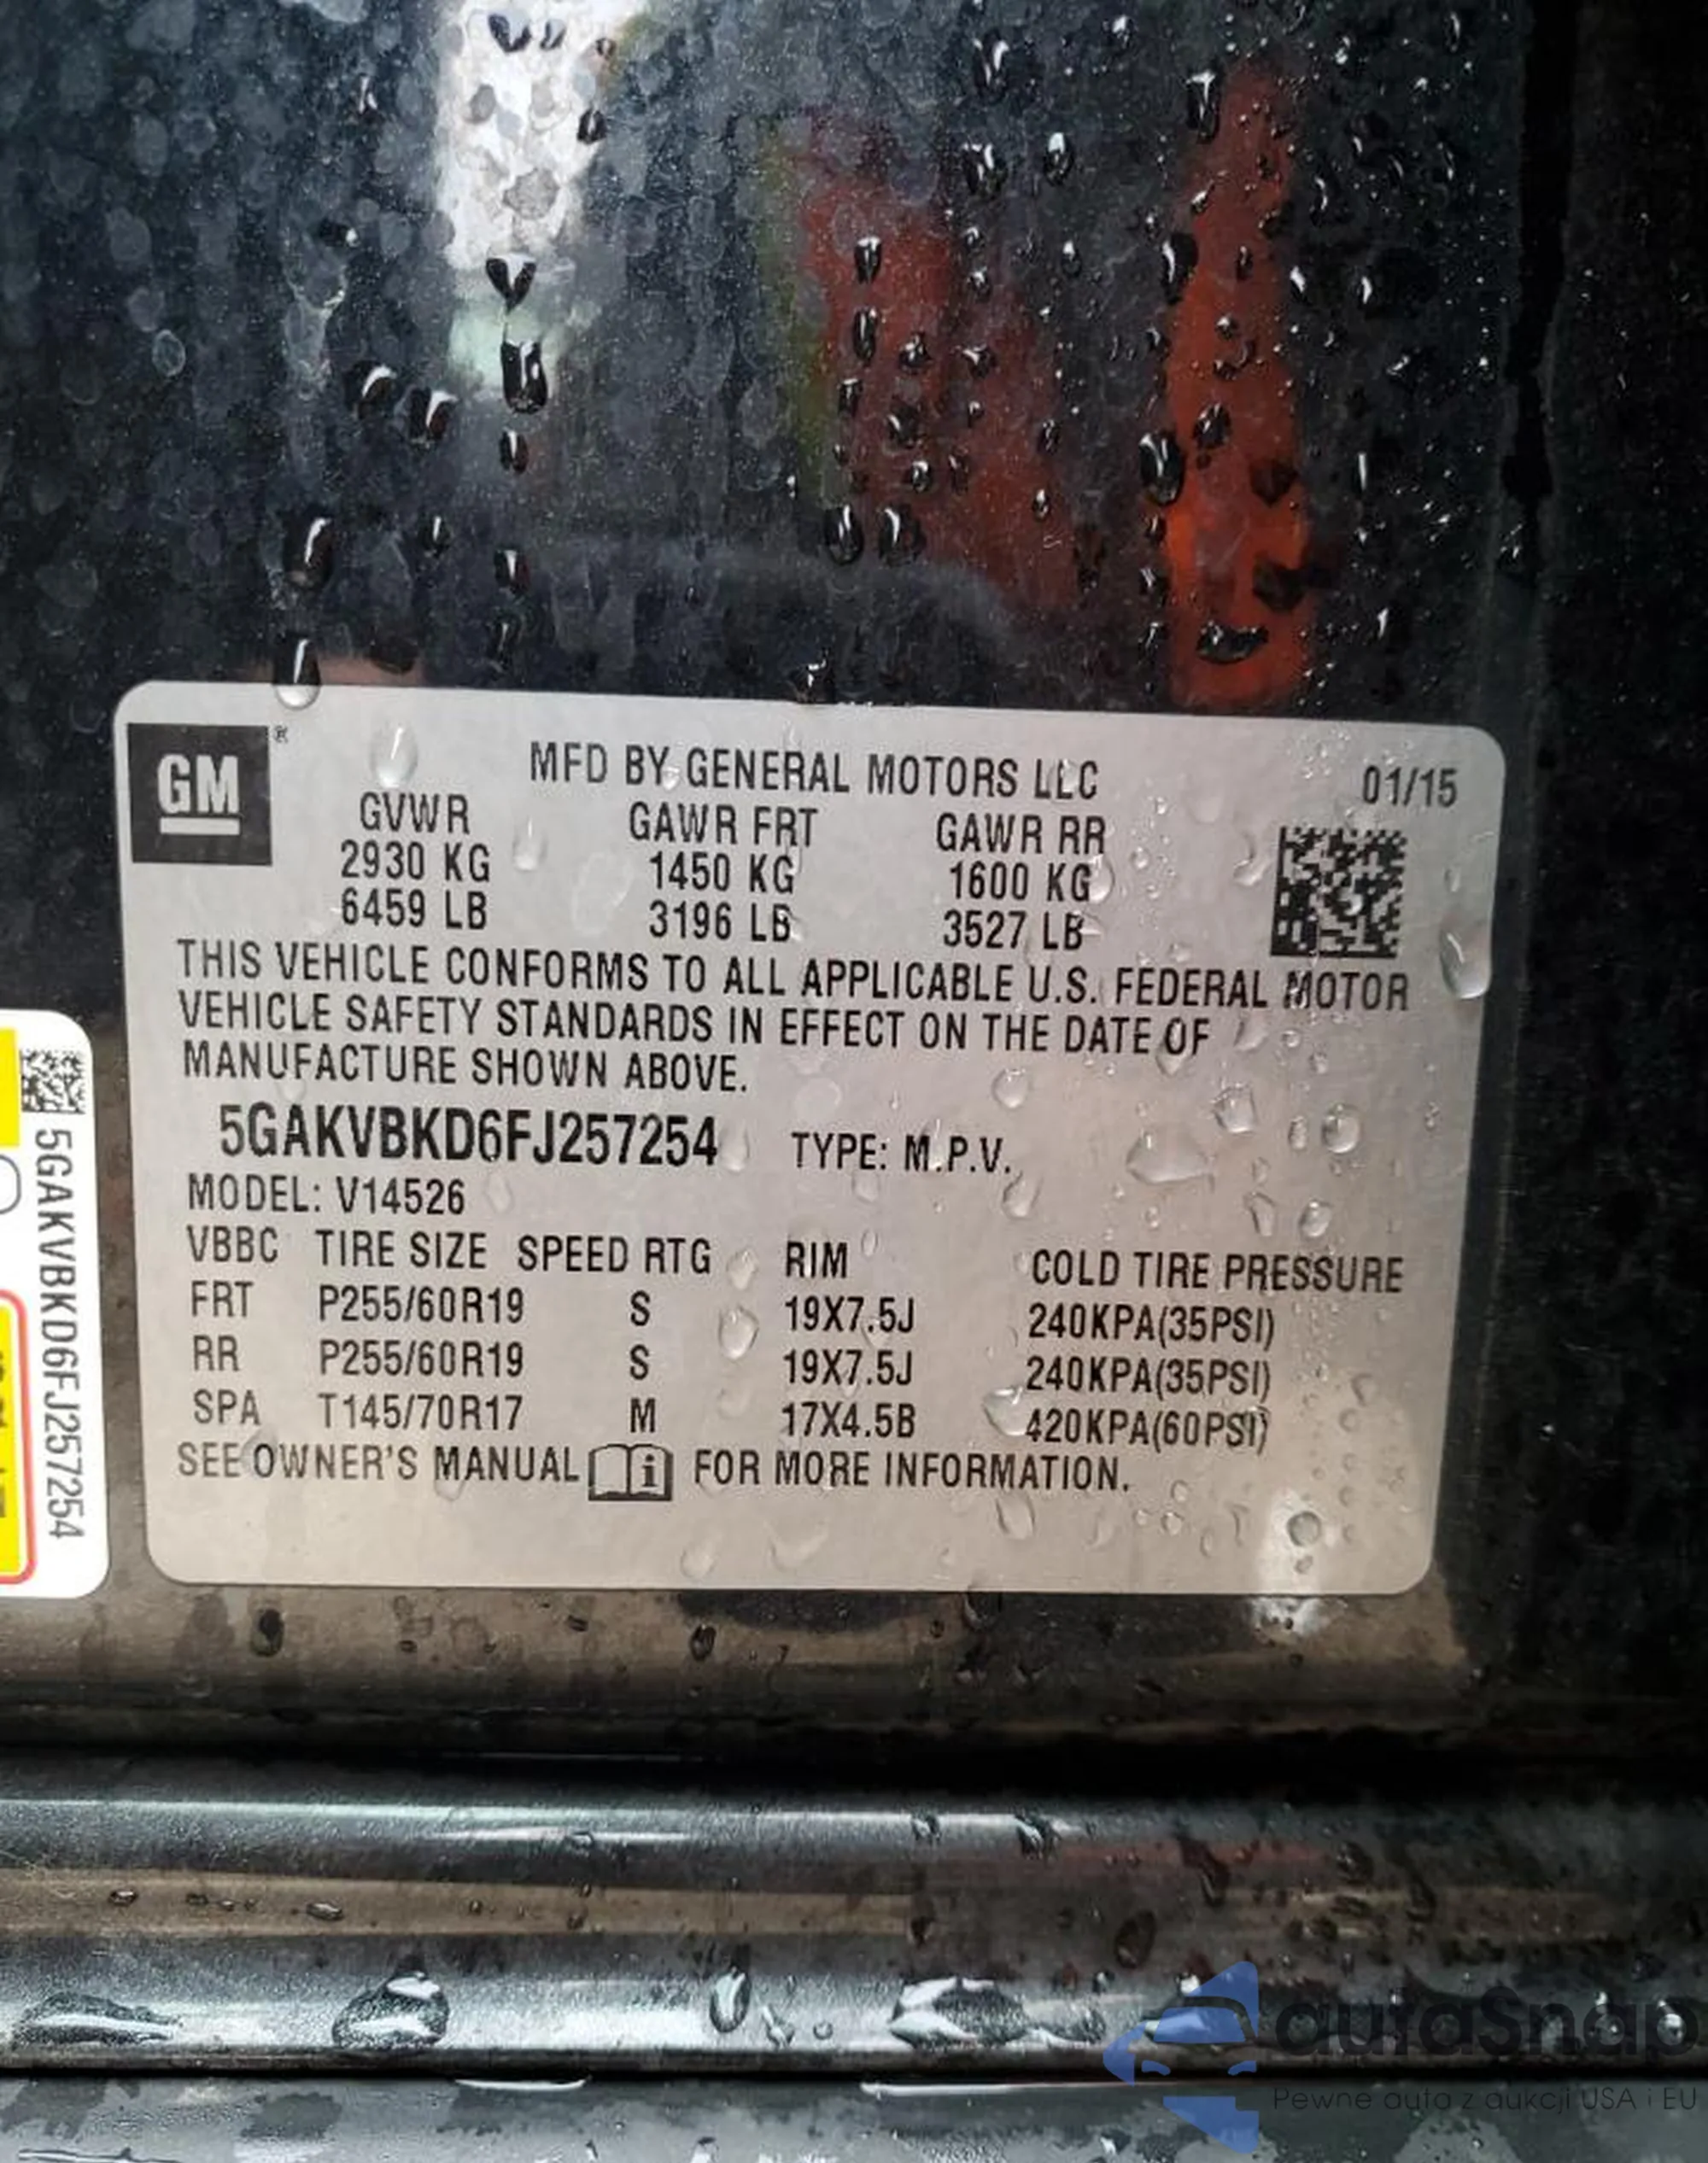 GM
®
MFD BY GENERAL MOTORS LLC 01/15
GVWR GAWR FRT GAWR RR
2930 KG 1450 KG 1600 KG
6459 LB 3196 LB 3527 LB
THIS VEHICLE CONFORMS TO ALL APPLICABLE U.S. FEDERAL MOTOR
VEHICLE SAFETY STANDARDS IN EFFECT ON THE DATE OF
MANUFACTURE SHOWN ABOVE.
5GAKVBKD6FJ257254 TYPE: M.P.V.
MODEL: V14526
VBBC TIRE SIZE SPEED RTG RIM COLD TIRE PRESSURE
FRT P255/60R19 S 19X7.5J 240KPA(35PSI)
RR P255/60R19 S 19X7.5J 240KPA(35PSI)
SPA T145/70R17 M 17X4.5B 420KPA(60PSI)
SEE OWNER'S MANUAL i FOR MORE INFORMATION.
5GAKVBKD6FJ257254
autaSnap
Pewne auta z aukcji USA i EU